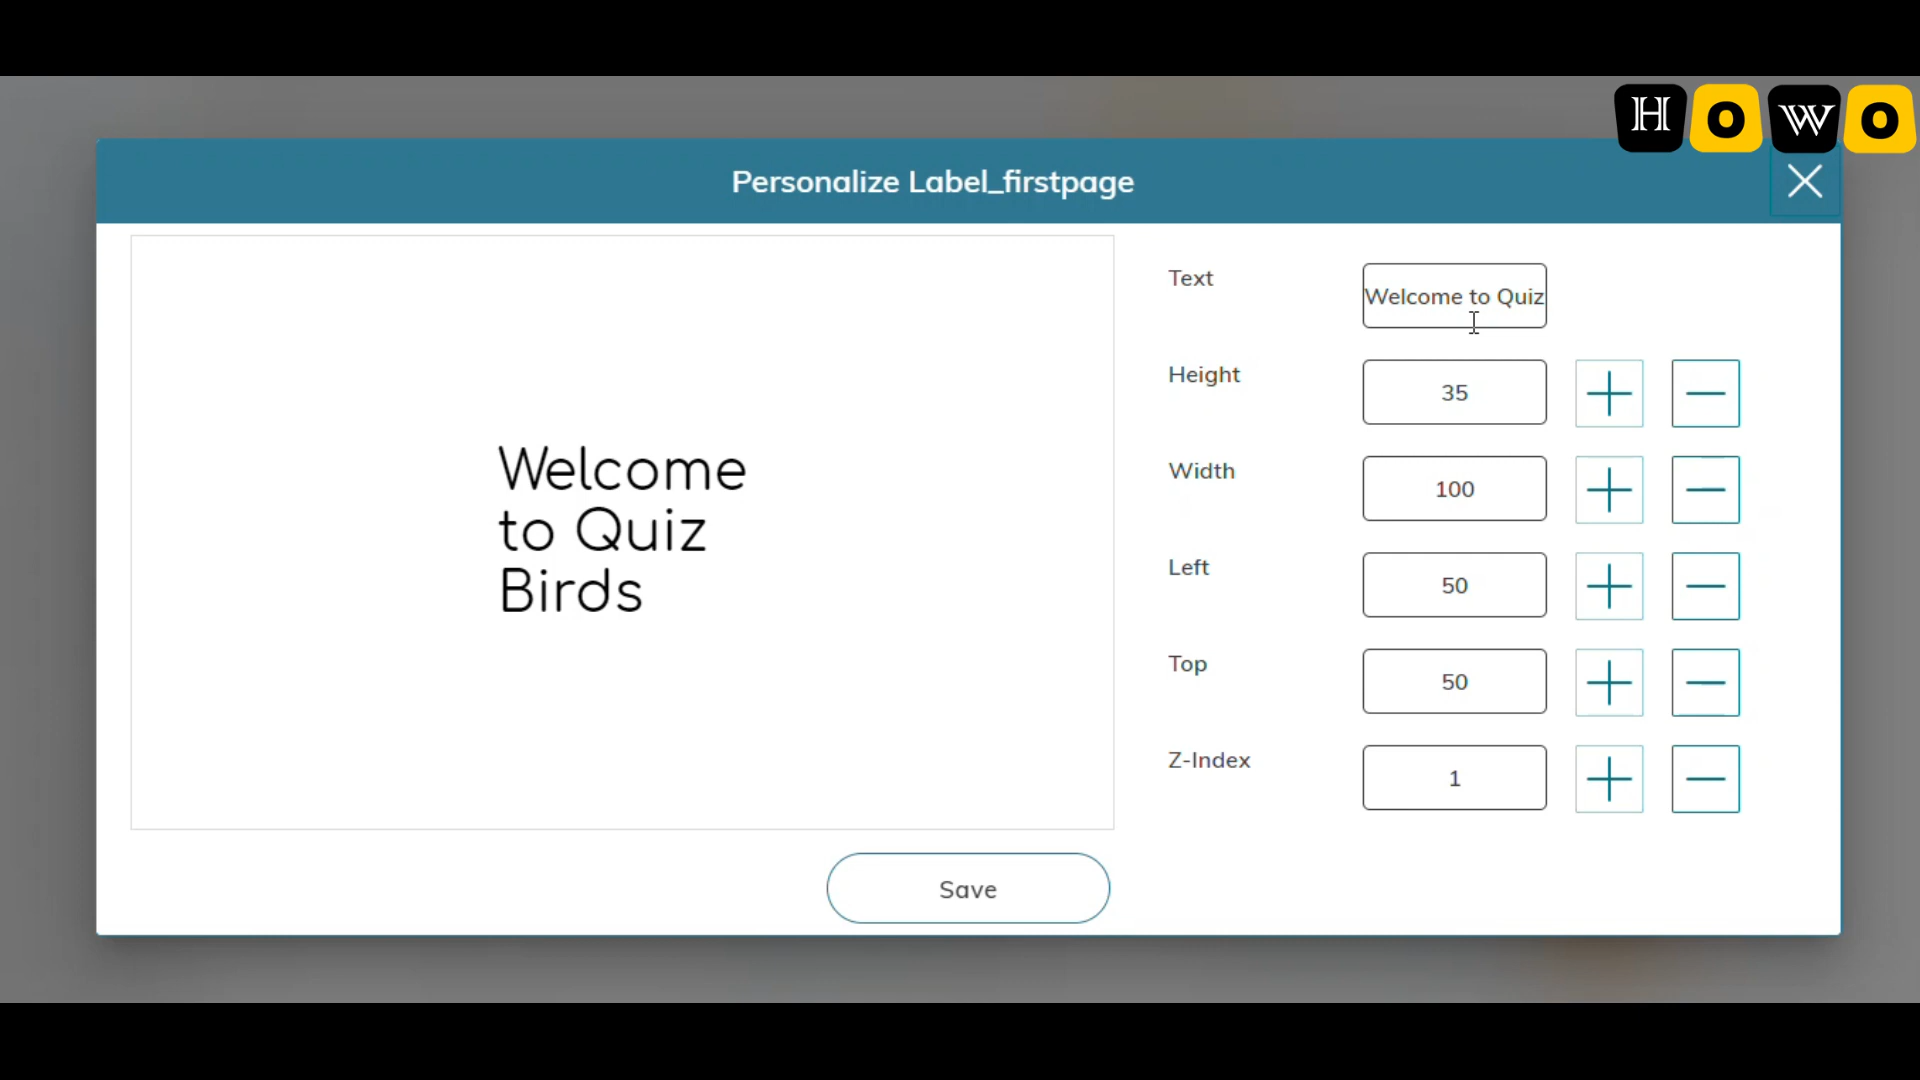 HOWO
Personalize Label_firstpage
Text
Welcome to Quiz
Height
35
Width
100
Left
50
Top
50
Z-Index
1
Welcome
to Quiz
Birds
Save